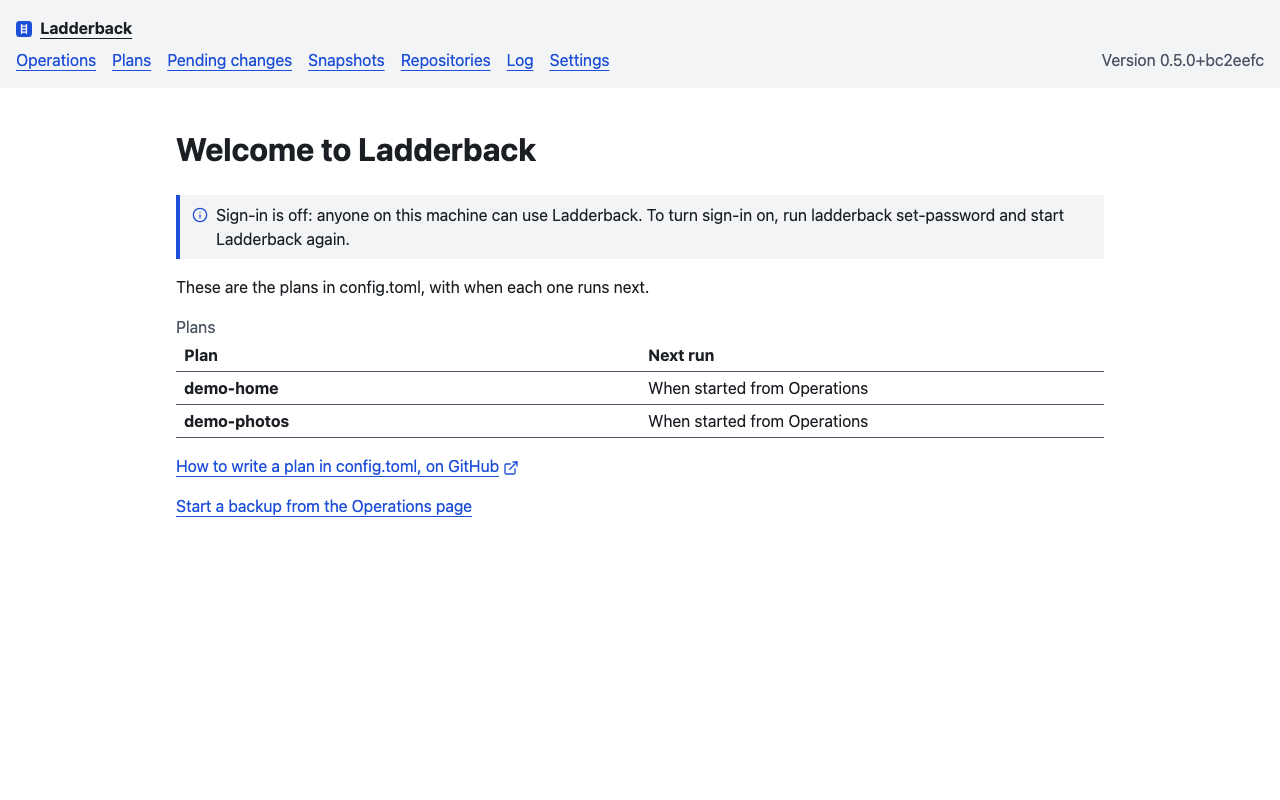 Ladderback
Operations Plans Pending changes Snapshots Repositories Log Settings Version 0.5.0+bc2eefc
Welcome to Ladderback
Sign-in is off: anyone on this machine can use Ladderback. To turn sign-in on, run ladderback set-password and start
Ladderback again.
These are the plans in config.toml, with when each one runs next.
Plans
Plan Next run
demo-home When started from Operations
demo-photos When started from Operations
How to write a plan in config.toml, on GitHub
Start a backup from the Operations page